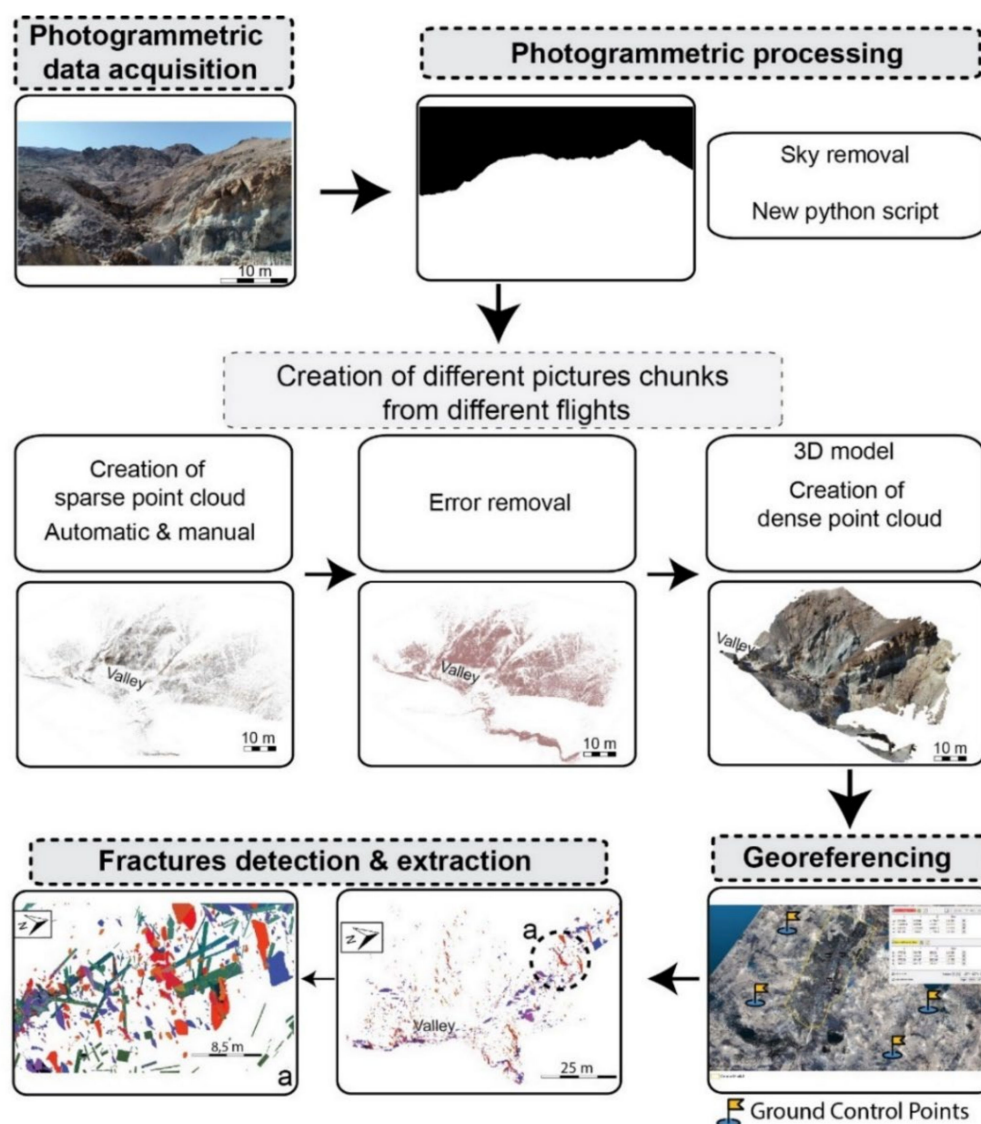 Photogrammetric
data acquisition
Photogrammetric processing
10 m
Sky removal
New python script
Creation of different pictures chunks
from different flights
Creation of
sparse point cloud
Automatic & manual
Error removal
3D model
Creation of
dense point cloud
Valley
10 m
Valley
10 m
Valley
10 m
Fractures detection & extraction
Georeferencing
N
8,5 m
a
N
a
Valley
25 m
Ground Control Points